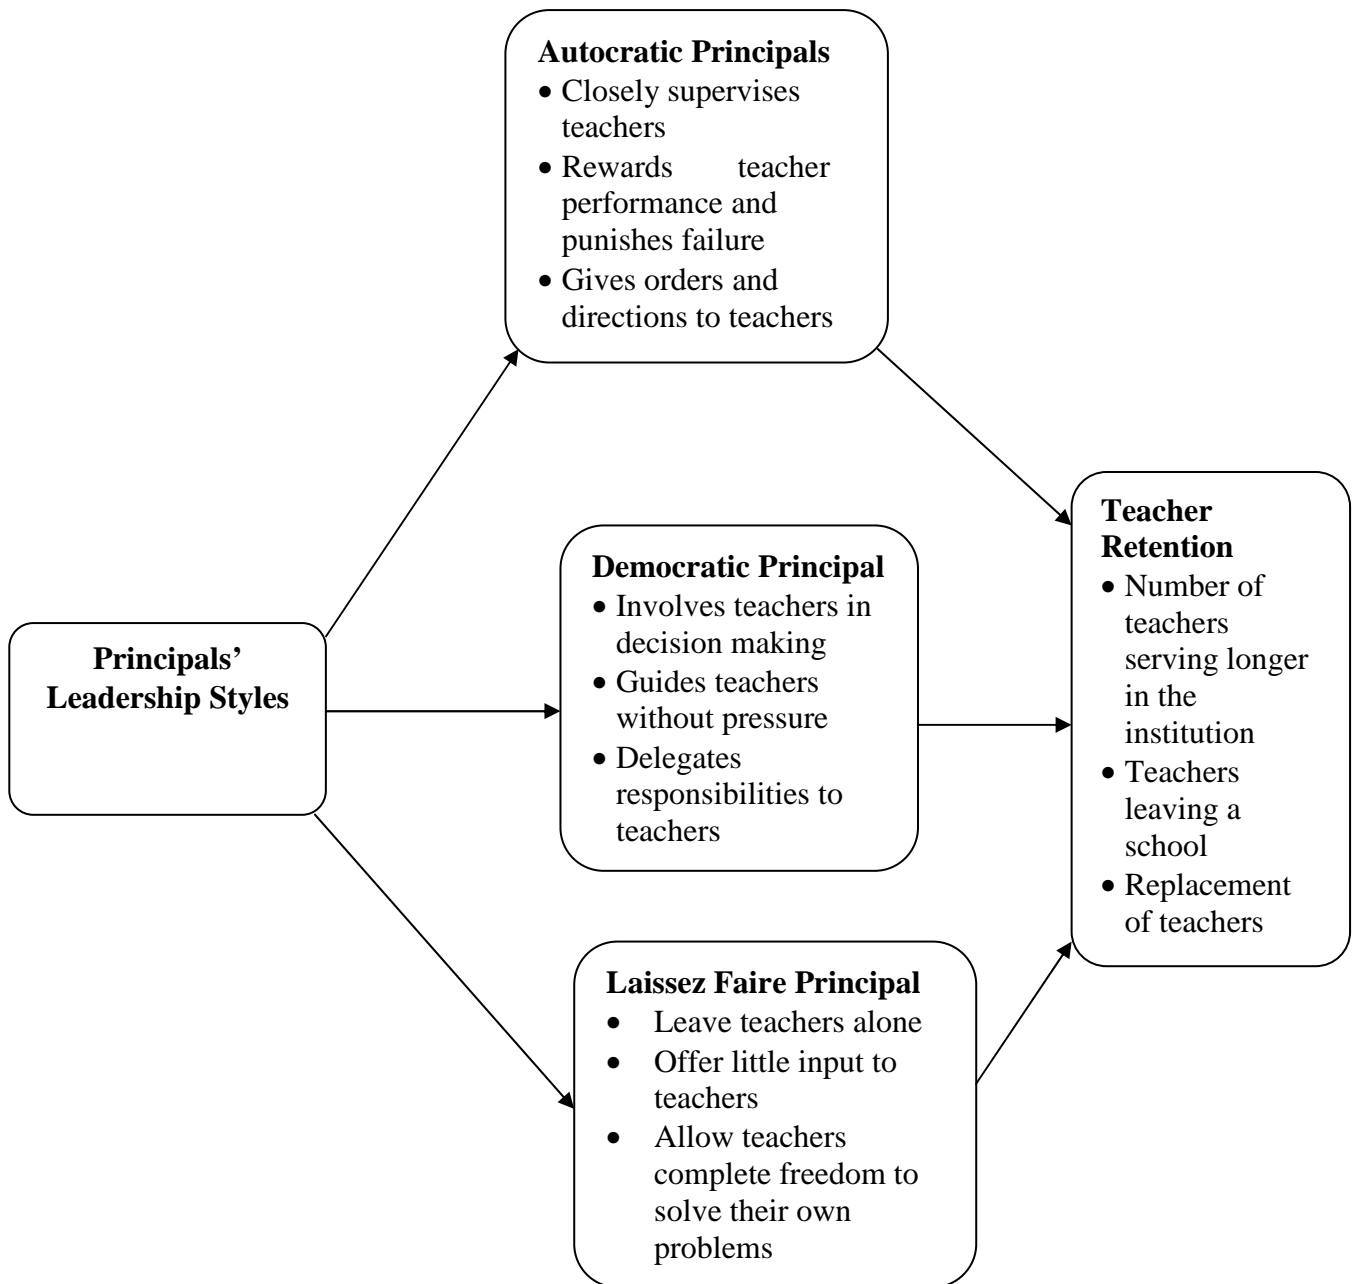 Autocratic Principals
• Closely supervises
teachers
• Rewards teacher
performance and
punishes failure
• Gives orders and
directions to teachers
Principals’
Leadership Styles
Democratic Principal
• Involves teachers in
decision making
• Guides teachers
without pressure
• Delegates
responsibilities to
teachers
Laissez Faire Principal
• Leave teachers alone
• Offer little input to
teachers
• Allow teachers
complete freedom to
solve their own
problems
Teacher
Retention
• Number of
teachers
serving longer
in the
institution
• Teachers
leaving a
school
• Replacement
of teachers